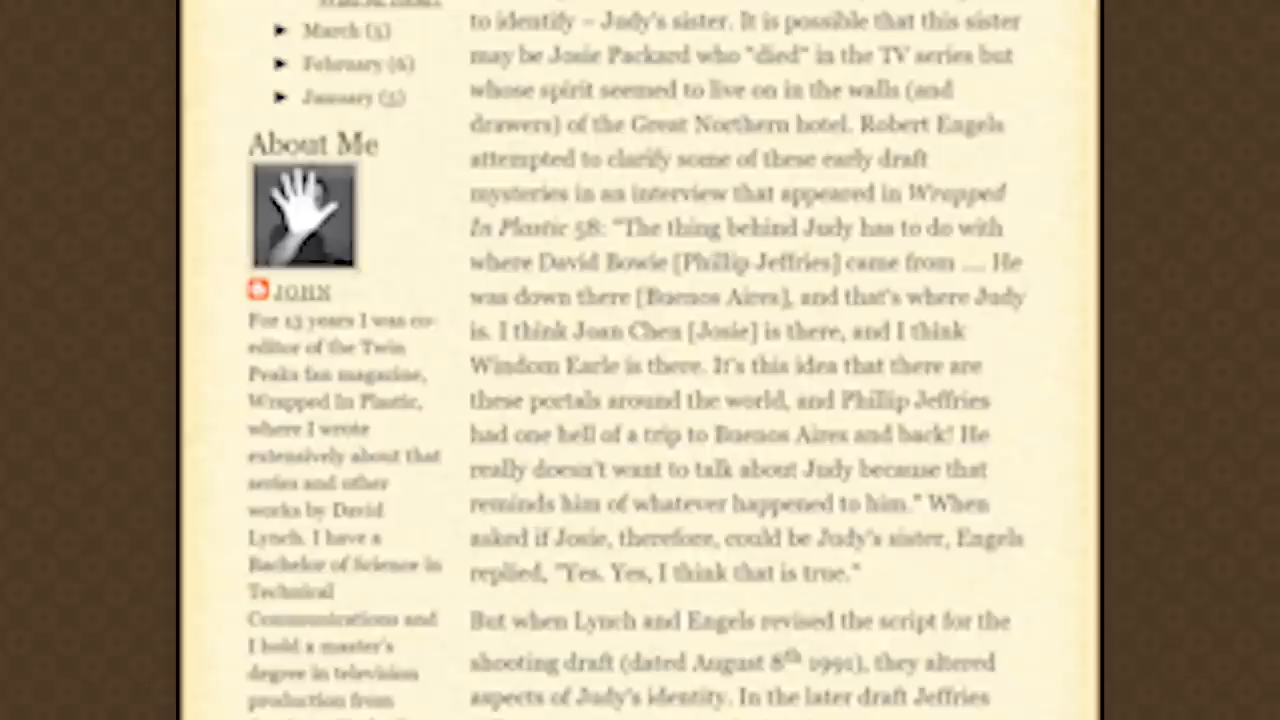 March (3)
February (6)
January (5)
About Me
JOHN
For 13 years I was co-
editor of the Twin
Peaks fan magazine,
Wrapped In Plastic,
where I wrote
extensively about that
series and other
works by David
Lynch. I have a
Bachelor of Science in
Technical
Communications and
I hold a master's
degree in television
production from
to identify – Judy's sister. It is possible that this sister
may be Josie Packard who "died" in the TV series but
whose spirit seemed to live on in the walls (and
drawers) of the Great Northern hotel. Robert Engels
attempted to clarify some of these early draft
mysteries in an interview that appeared in Wrapped
In Plastic 58: "The thing behind Judy has to do with
where David Bowie [Phillip Jeffries] came from .... He
was down there [Buenos Aires], and that's where Judy
is. I think Joan Chen [Josie] is there, and I think
Windom Earle is there. It's this idea that there are
these portals around the world, and Phillip Jeffries
had one hell of a trip to Buenos Aires and back! He
really doesn't want to talk about Judy because that
reminds him of whatever happened to him." When
asked if Josie, therefore, could be Judy's sister, Engels
replied, "Yes. Yes, I think that is true."
But when Lynch and Engels revised the script for the
shooting draft (dated August 8th 1991), they altered
aspects of Judy's identity. In the later draft Jeffries